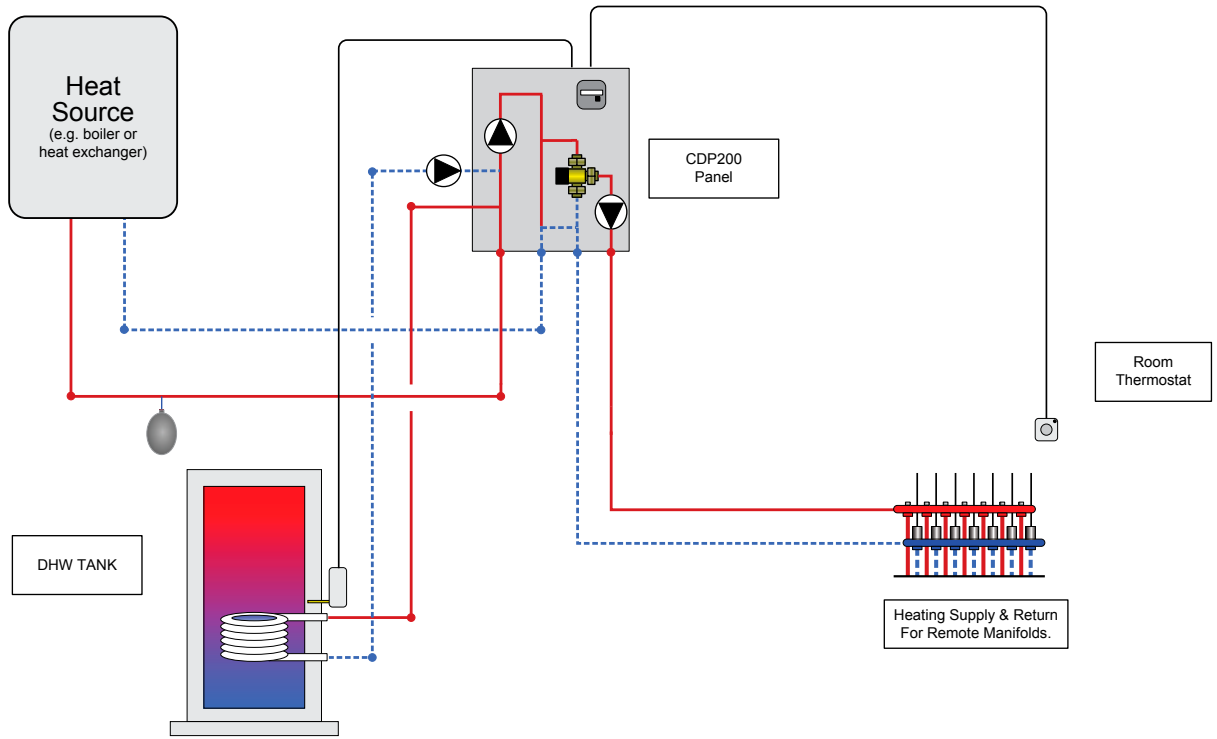 Heat
Source
(e.g. boiler or
heat exchanger)
CDP200
Panel
Room
Thermostat
DHW TANK
Heating Supply & Return
For Remote Manifolds.